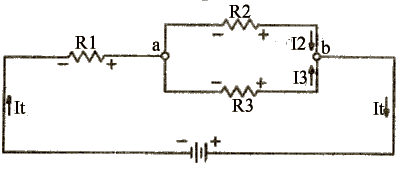 R2
R1 a − + I2 b
− + I3
− +
R3
It It
− +